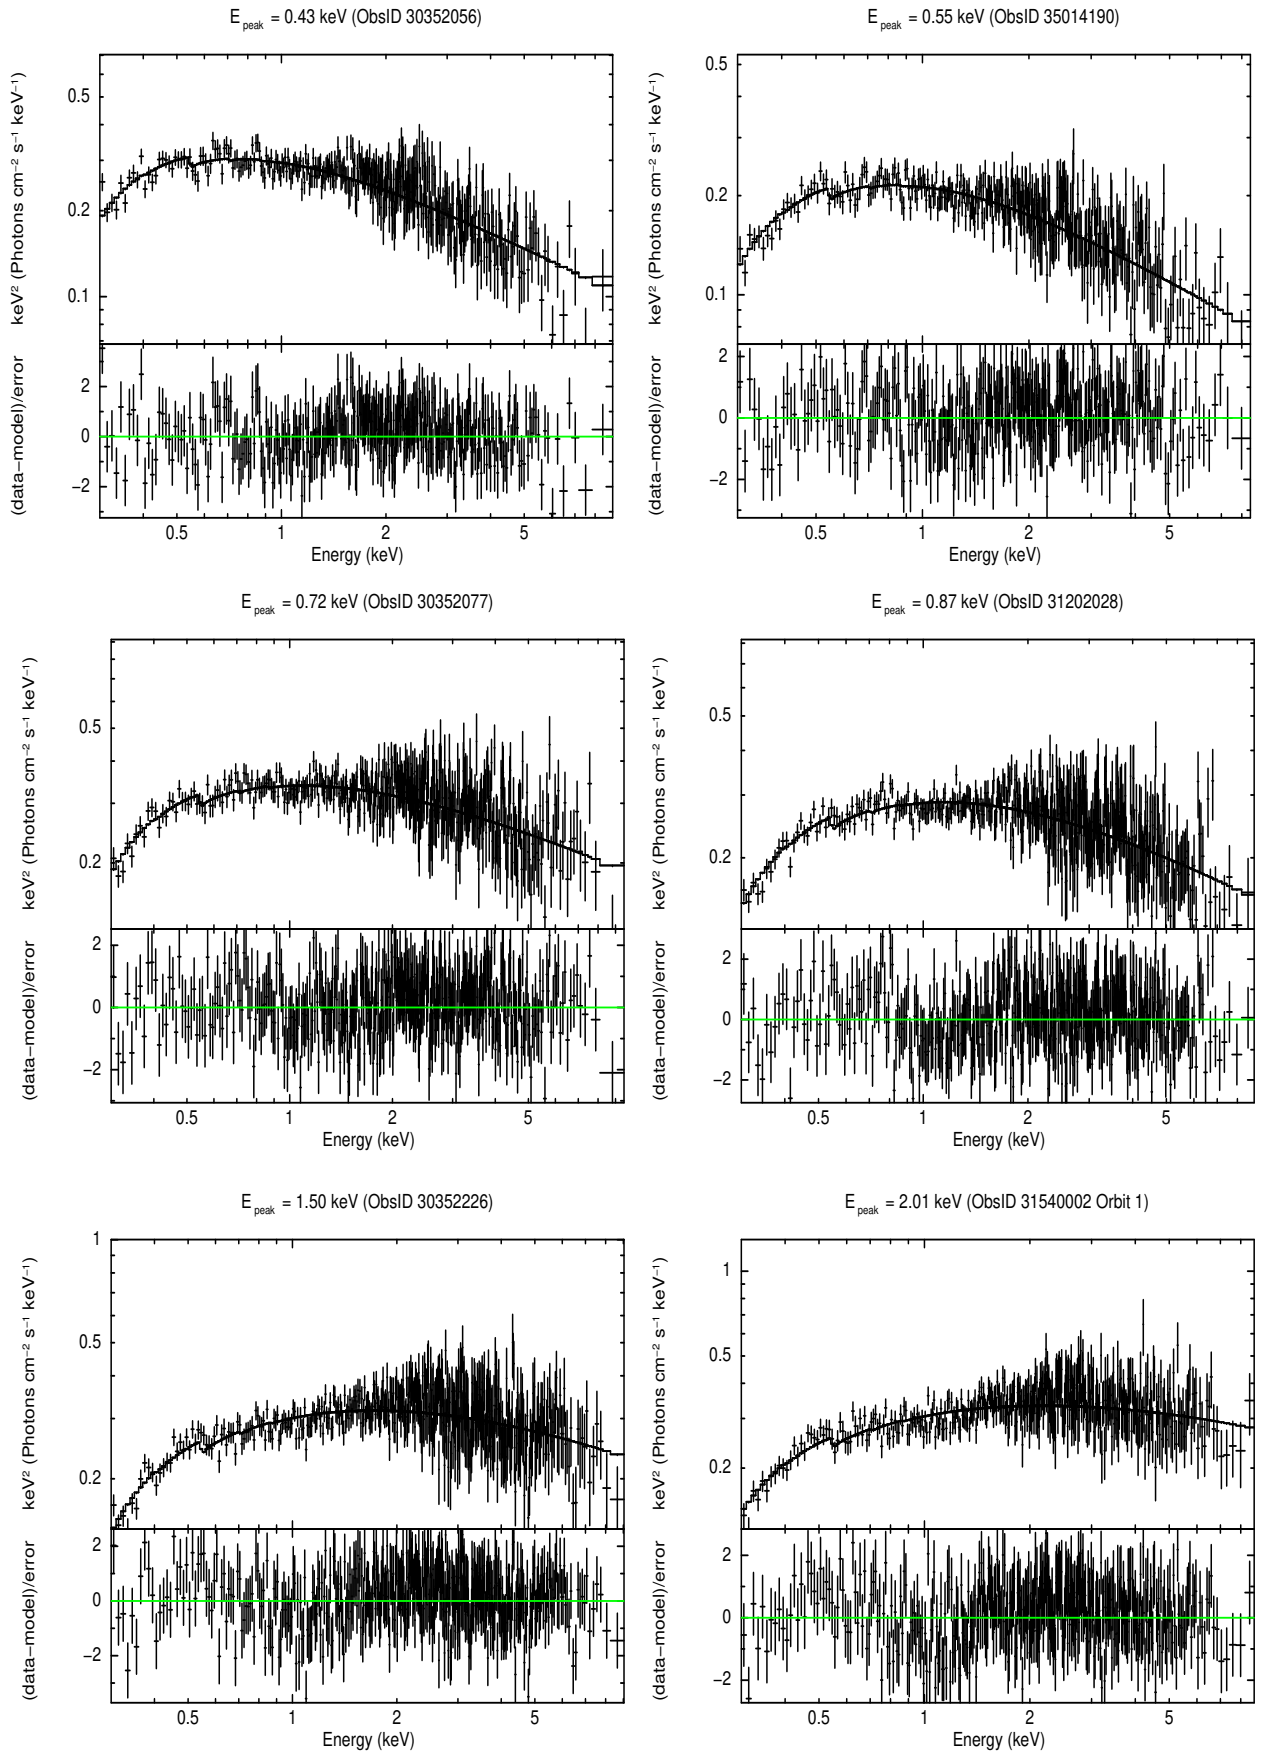 E peak = 0.43 keV (ObsID 30352056)
keV² (Photons cm⁻² s⁻¹ keV⁻¹)
0.5
0.2
0.1
(data−model)/error
2
0
−2
0.5 1 2 5
Energy (keV)
E peak = 0.55 keV (ObsID 35014190)
keV² (Photons cm⁻² s⁻¹ keV⁻¹)
0.5
0.2
0.1
(data−model)/error
2
0
−2
0.5 1 2 5
Energy (keV)
E peak = 0.72 keV (ObsID 30352077)
keV² (Photons cm⁻² s⁻¹ keV⁻¹)
0.5
0.2
(data−model)/error
2
0
−2
0.5 1 2 5
Energy (keV)
E peak = 0.87 keV (ObsID 31202028)
keV² (Photons cm⁻² s⁻¹ keV⁻¹)
0.5
0.2
(data−model)/error
2
0
−2
0.5 1 2 5
Energy (keV)
E peak = 1.50 keV (ObsID 30352226)
keV² (Photons cm⁻² s⁻¹ keV⁻¹)
1
0.5
0.2
(data−model)/error
2
0
−2
0.5 1 2 5
Energy (keV)
E peak = 2.01 keV (ObsID 31540002 Orbit 1)
keV² (Photons cm⁻² s⁻¹ keV⁻¹)
1
0.5
0.2
(data−model)/error
2
0
−2
0.5 1 2 5
Energy (keV)